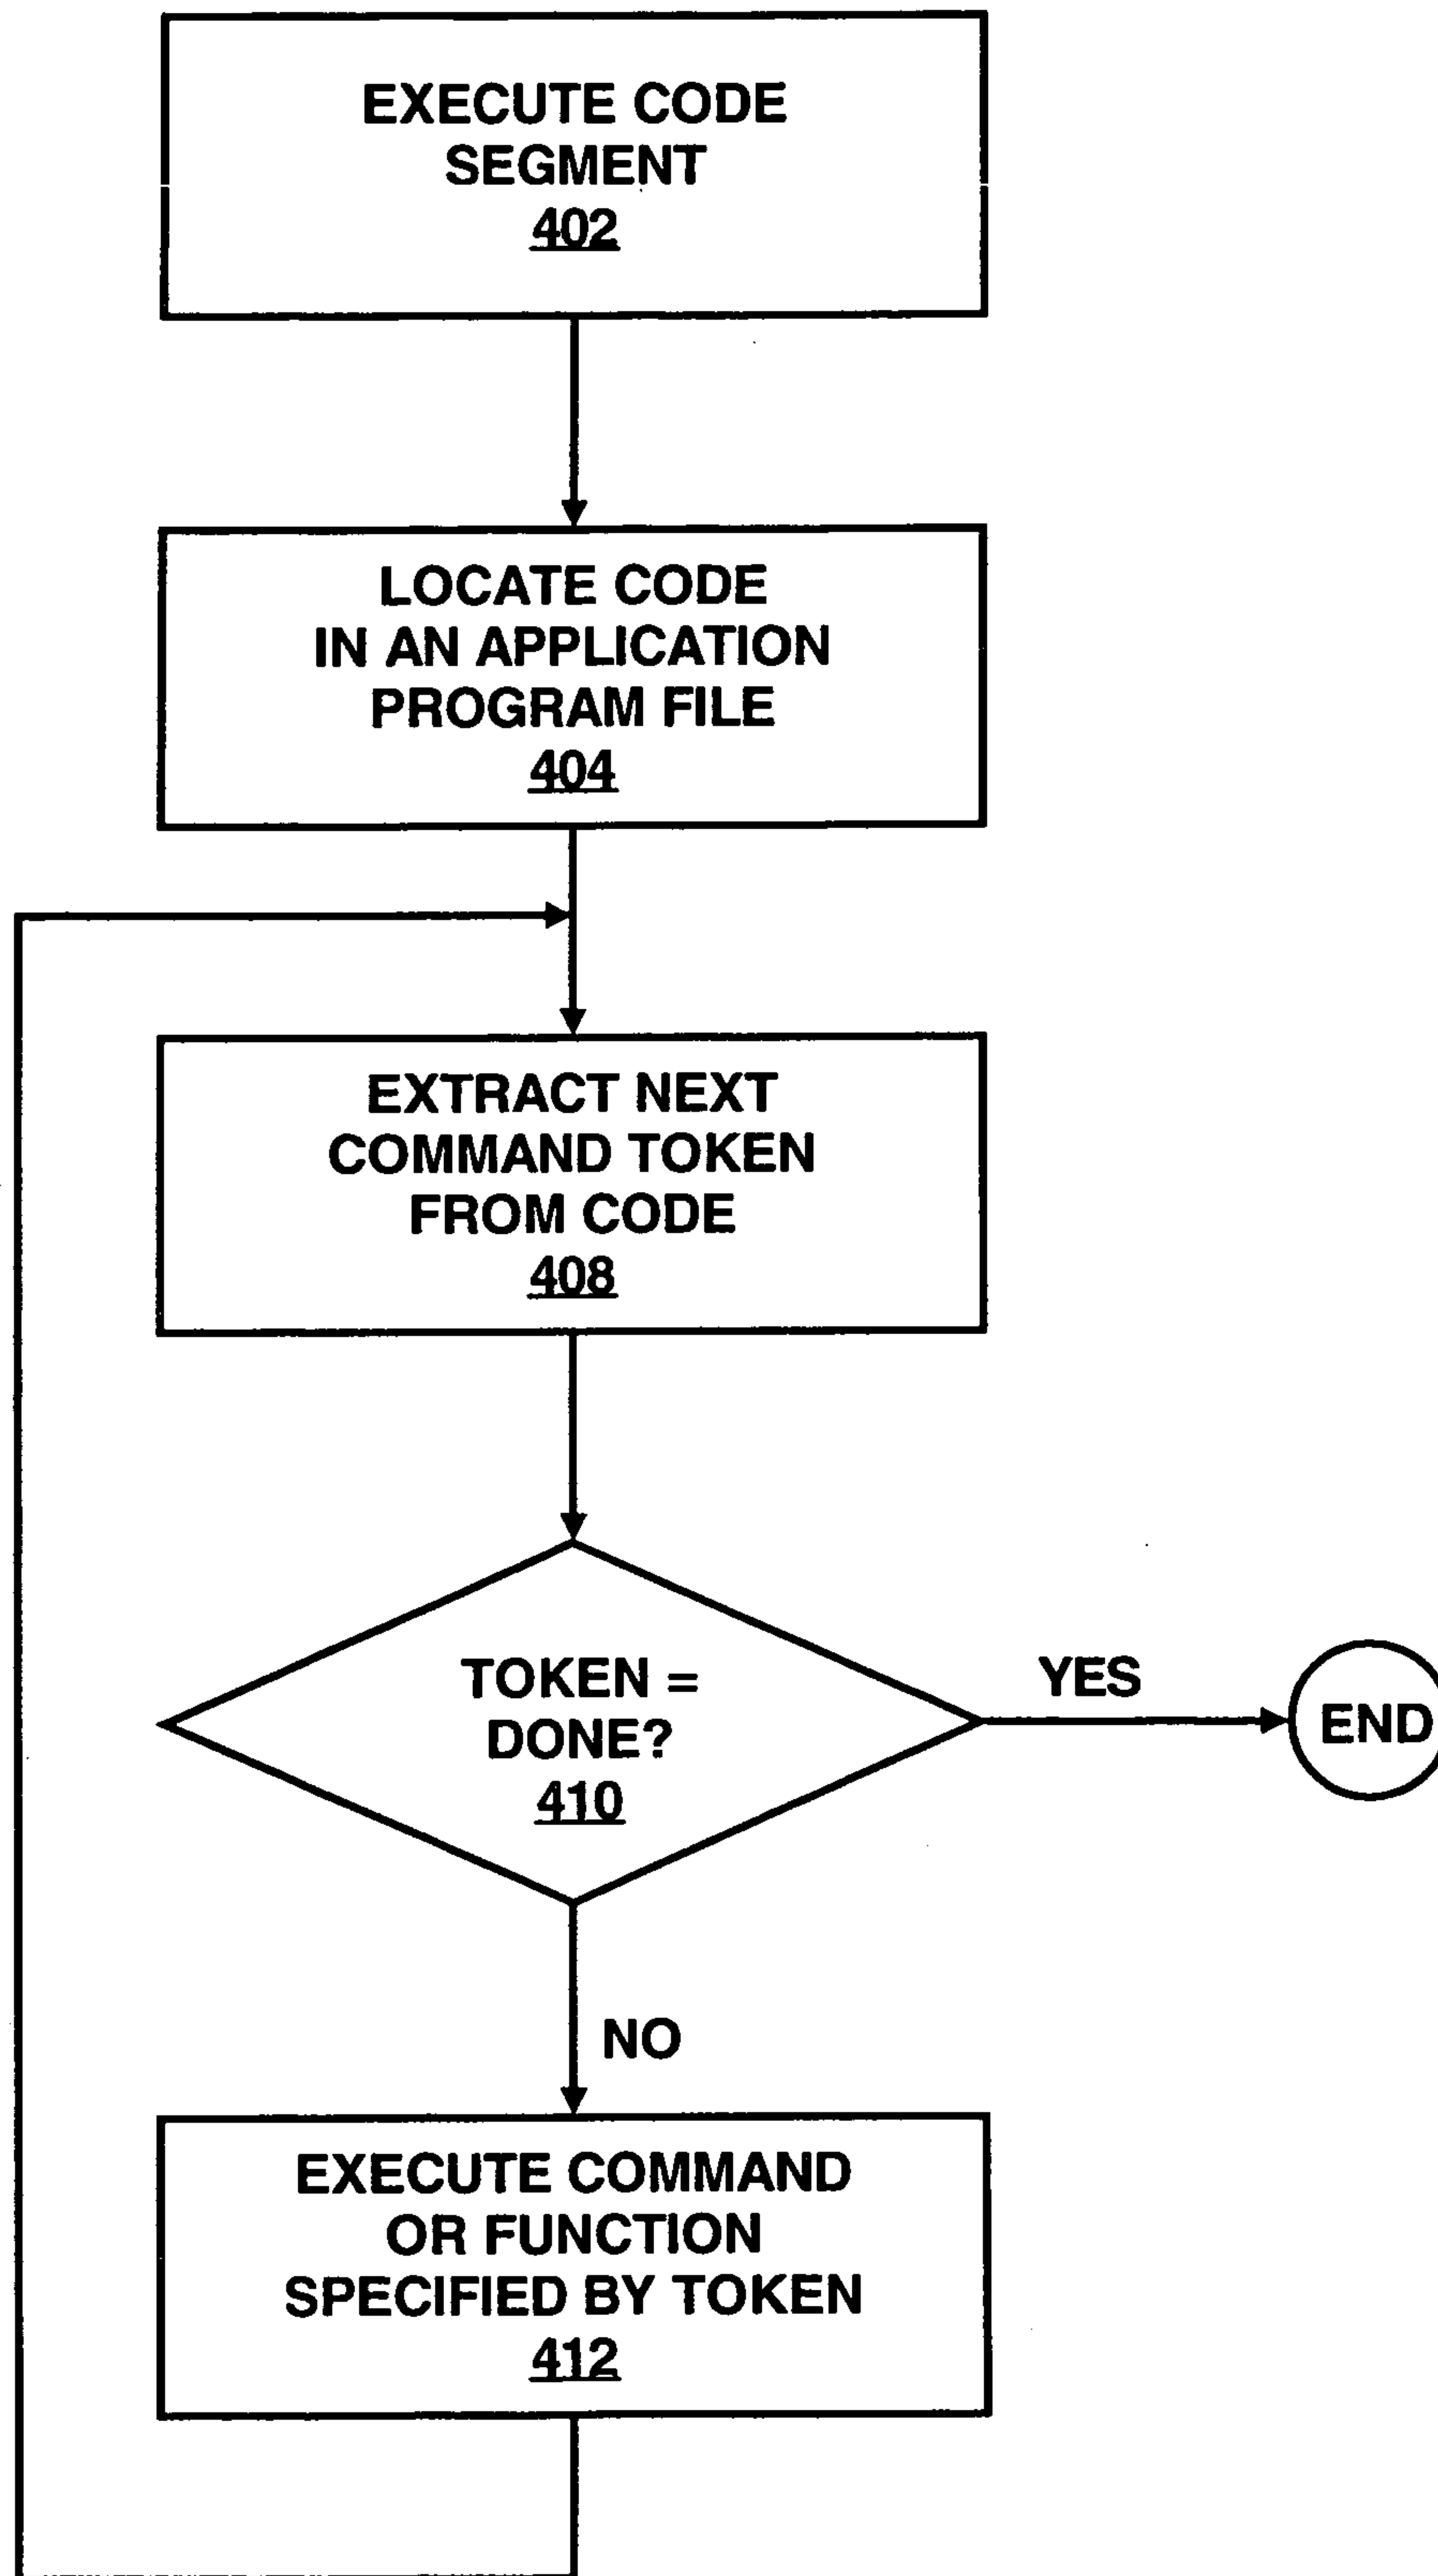 EXECUTE CODE
SEGMENT
402
LOCATE CODE
IN AN APPLICATION
PROGRAM FILE
404
EXTRACT NEXT
COMMAND TOKEN
FROM CODE
408
TOKEN =
DONE?
410
YES
END
NO
EXECUTE COMMAND
OR FUNCTION
SPECIFIED BY TOKEN
412